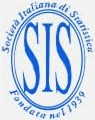 Società Italiana di Statistica
SIS
Fondata nel 1939